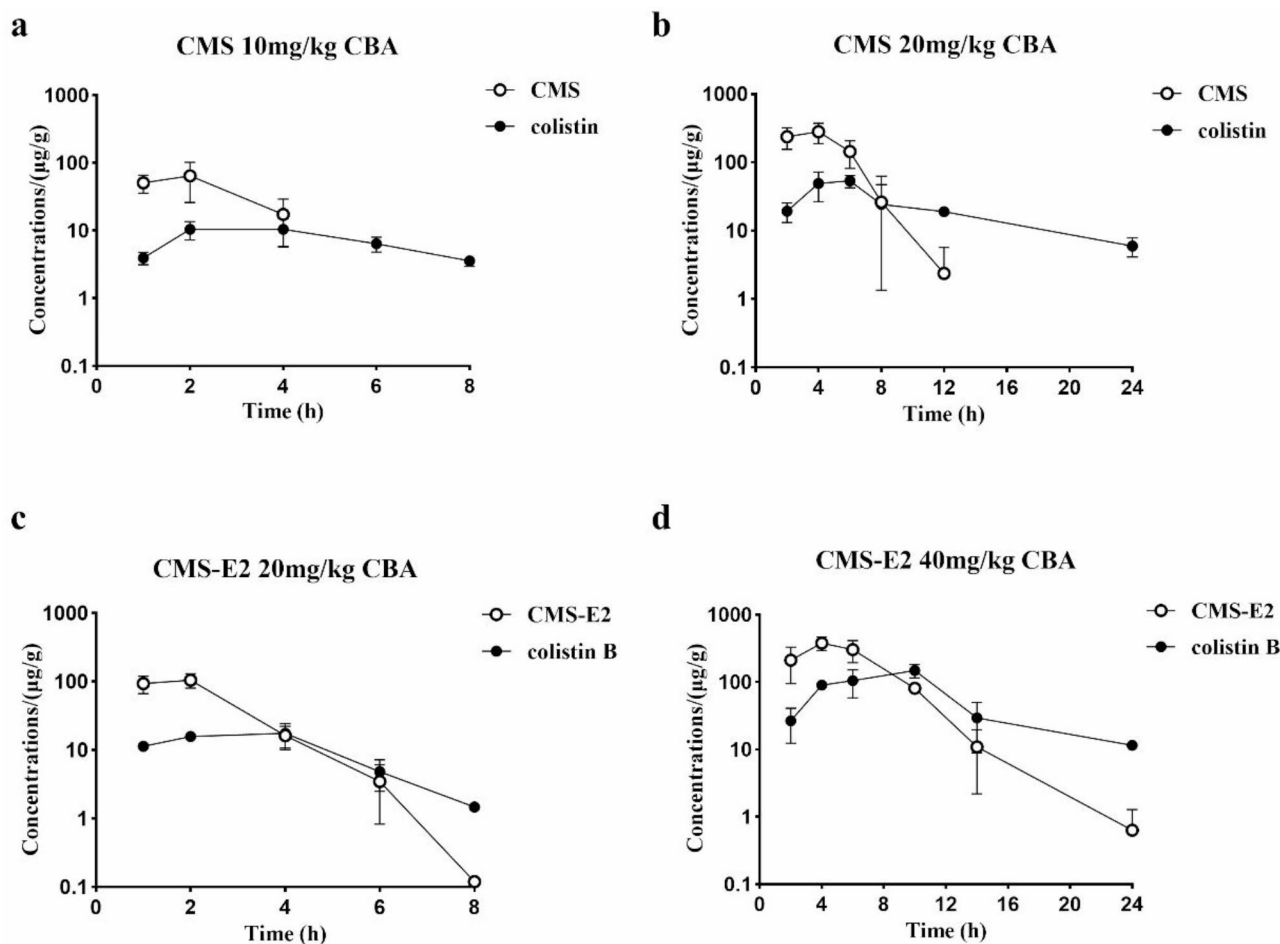 a
CMS 10mg/kg CBA
CMS
colistin
Concentrations/(μg/g)
1000
100
10
1
0.1
0 2 4 6 8
Time (h)
b
CMS 20mg/kg CBA
CMS
colistin
Concentrations/(μg/g)
1000
100
10
1
0.1
0 4 8 12 16 20 24
Time (h)
c
CMS-E2 20mg/kg CBA
CMS-E2
colistin B
Concentrations/(μg/g)
1000
100
10
1
0.1
0 2 4 6 8
Time (h)
d
CMS-E2 40mg/kg CBA
CMS-E2
colistin B
Concentrations/(μg/g)
1000
100
10
1
0.1
0 4 8 12 16 20 24
Time (h)